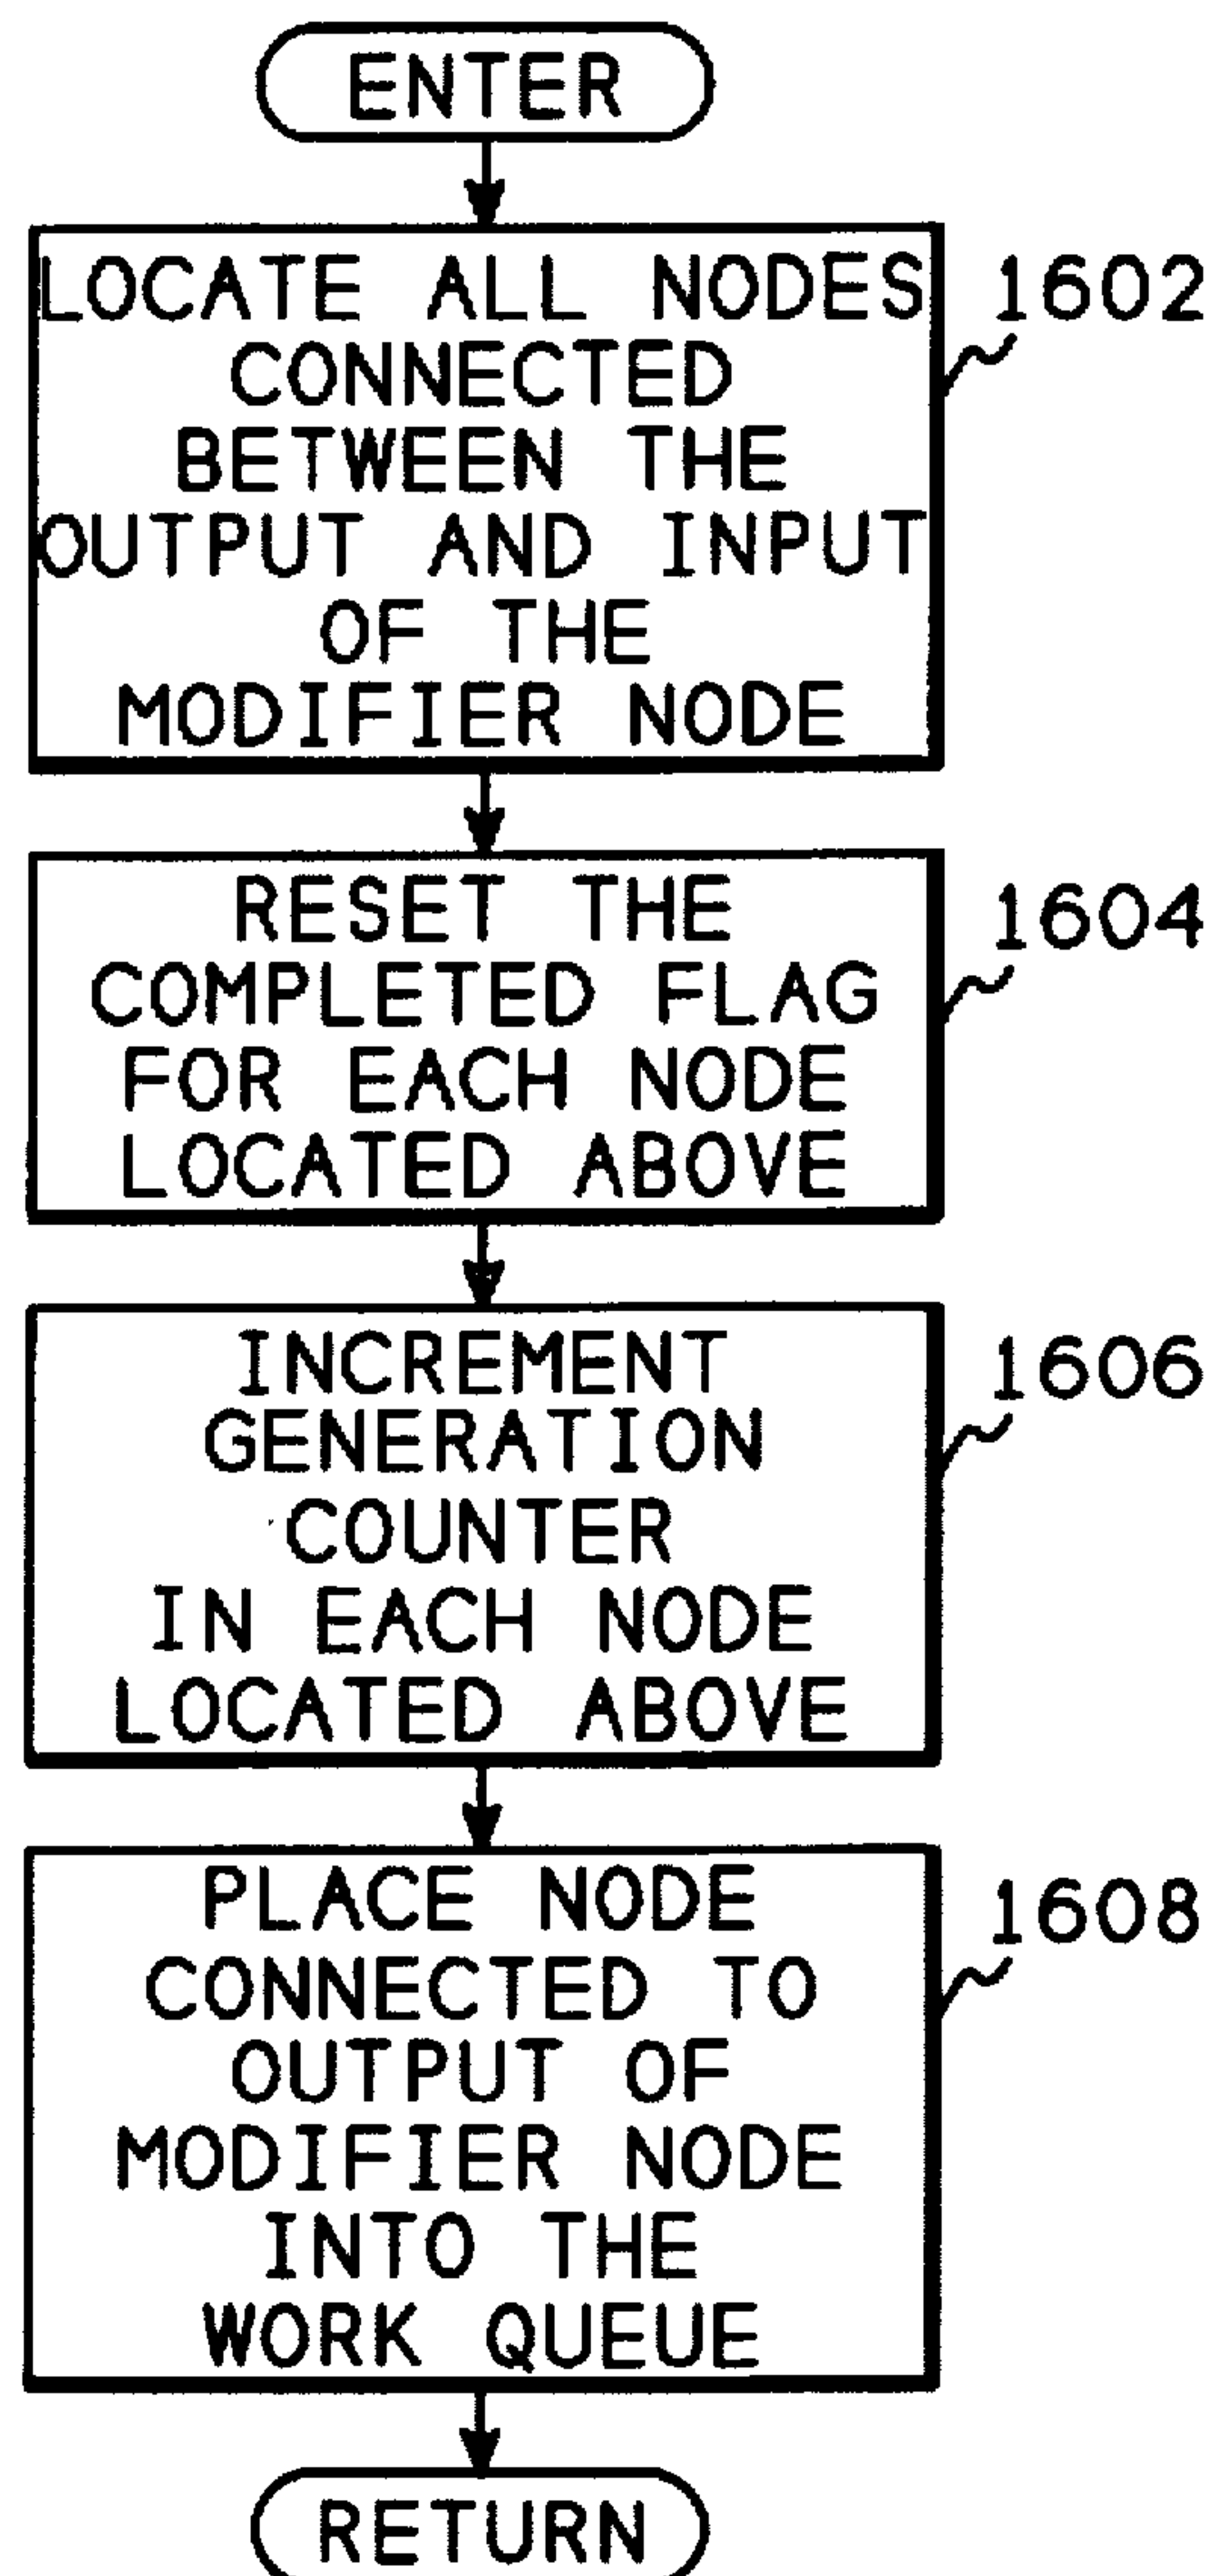 ENTER
LOCATE ALL NODES
CONNECTED
BETWEEN THE
OUTPUT AND INPUT
OF THE
MODIFIER NODE
1602
RESET THE
COMPLETED FLAG
FOR EACH NODE
LOCATED ABOVE
1604
INCREMENT
GENERATION
COUNTER
IN EACH NODE
LOCATED ABOVE
1606
PLACE NODE
CONNECTED TO
OUTPUT OF
MODIFIER NODE
INTO THE
WORK QUEUE
1608
RETURN